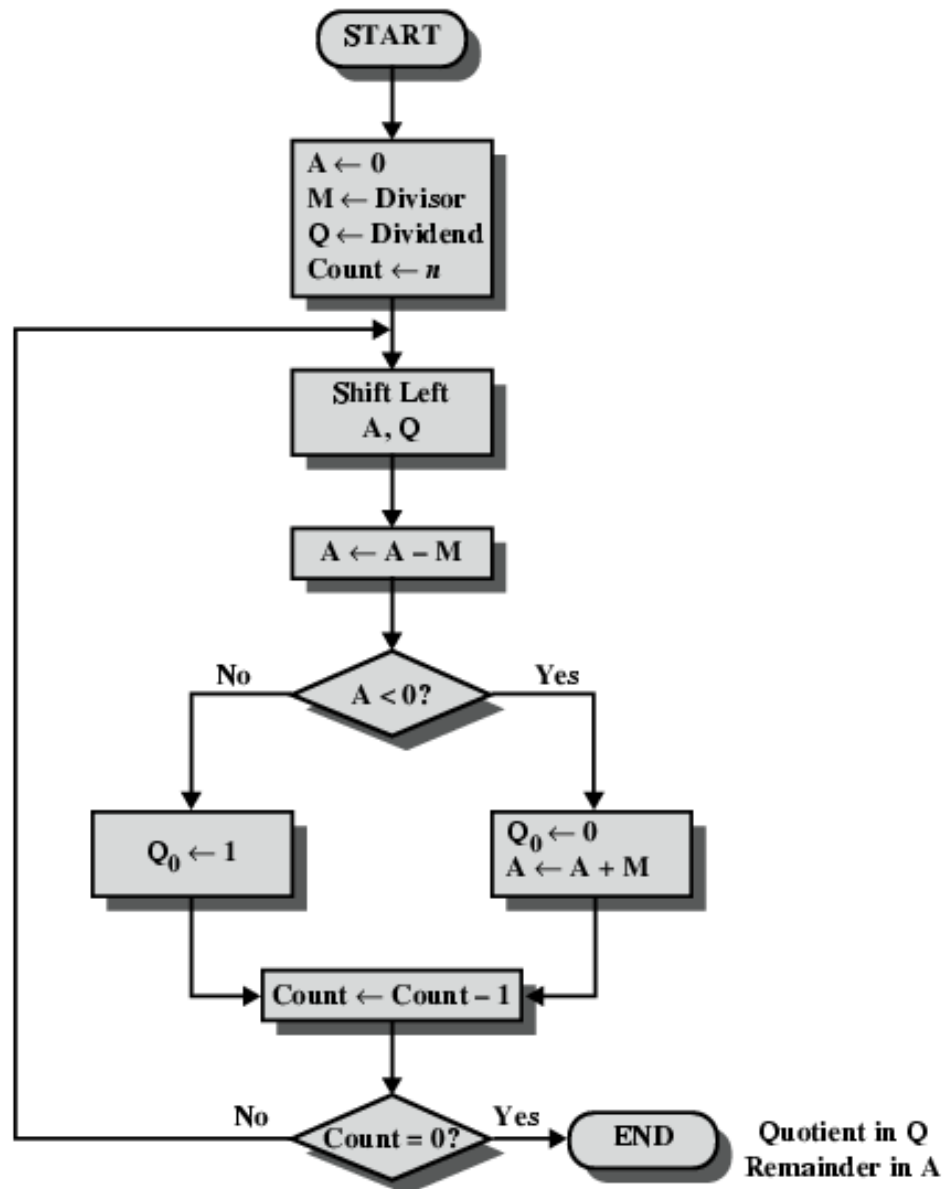 START
A ← 0
M ← Divisor
Q ← Dividend
Count ← n
Shift Left
A, Q
A ← A – M
No
A < 0?
Yes
Q₀ ← 1
Q₀ ← 0
A ← A + M
Count ← Count – 1
No
Count = 0?
Yes
END
Quotient in Q
Remainder in A